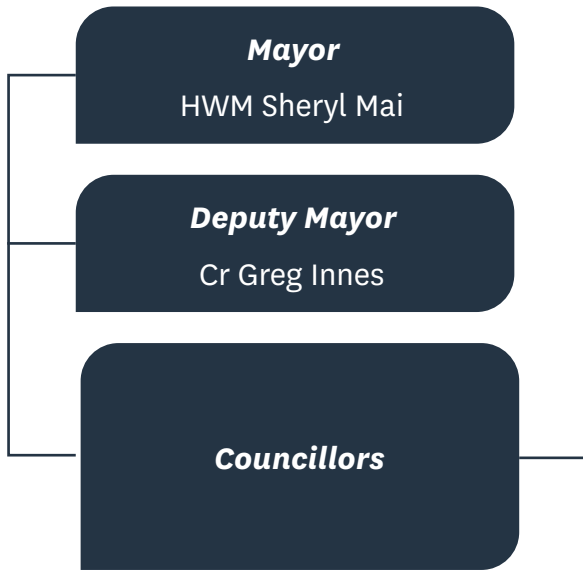 Mayor
HWM Sheryl Mai
Deputy Mayor
Cr Greg Innes
Councillors